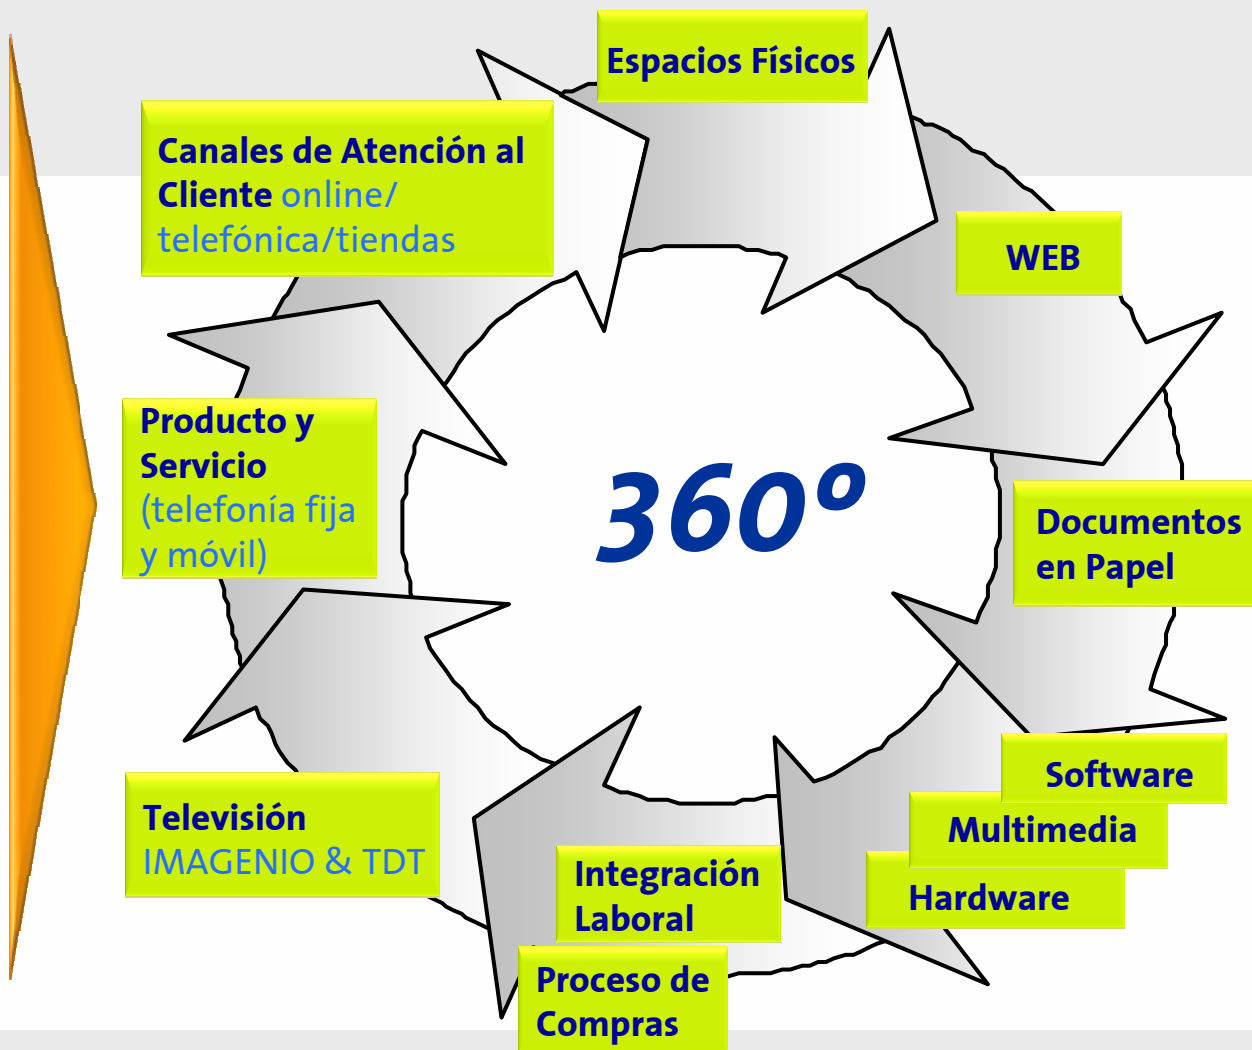 Espacios Físicos
Canales de Atención al
Cliente online/
telefónica/tiendas
WEB
Producto y
Servicio
(telefonía fija
y móvil)
360º
Documentos
en Papel
Software
Multimedia
Hardware
Televisión
IMAGENIO & TDT
Integración
Laboral
Proceso de
Compras